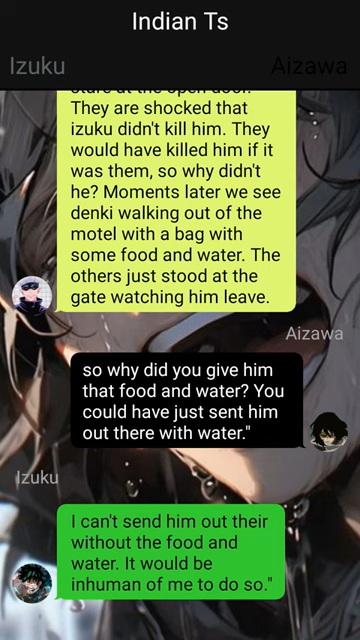 Indian Ts
Izuku
Aizawa
stare at the open door.
They are shocked that
izuku didn't kill him. They
would have killed him if it
was them, so why didn't
he? Moments later we see
denki walking out of the
motel with a bag with
some food and water. The
others just stood at the
gate watching him leave.
Aizawa
so why did you give him
that food and water? You
could have just sent him
out there with water."
Izuku
I can't send him out their
without the food and
water. It would be
inhuman of me to do so."